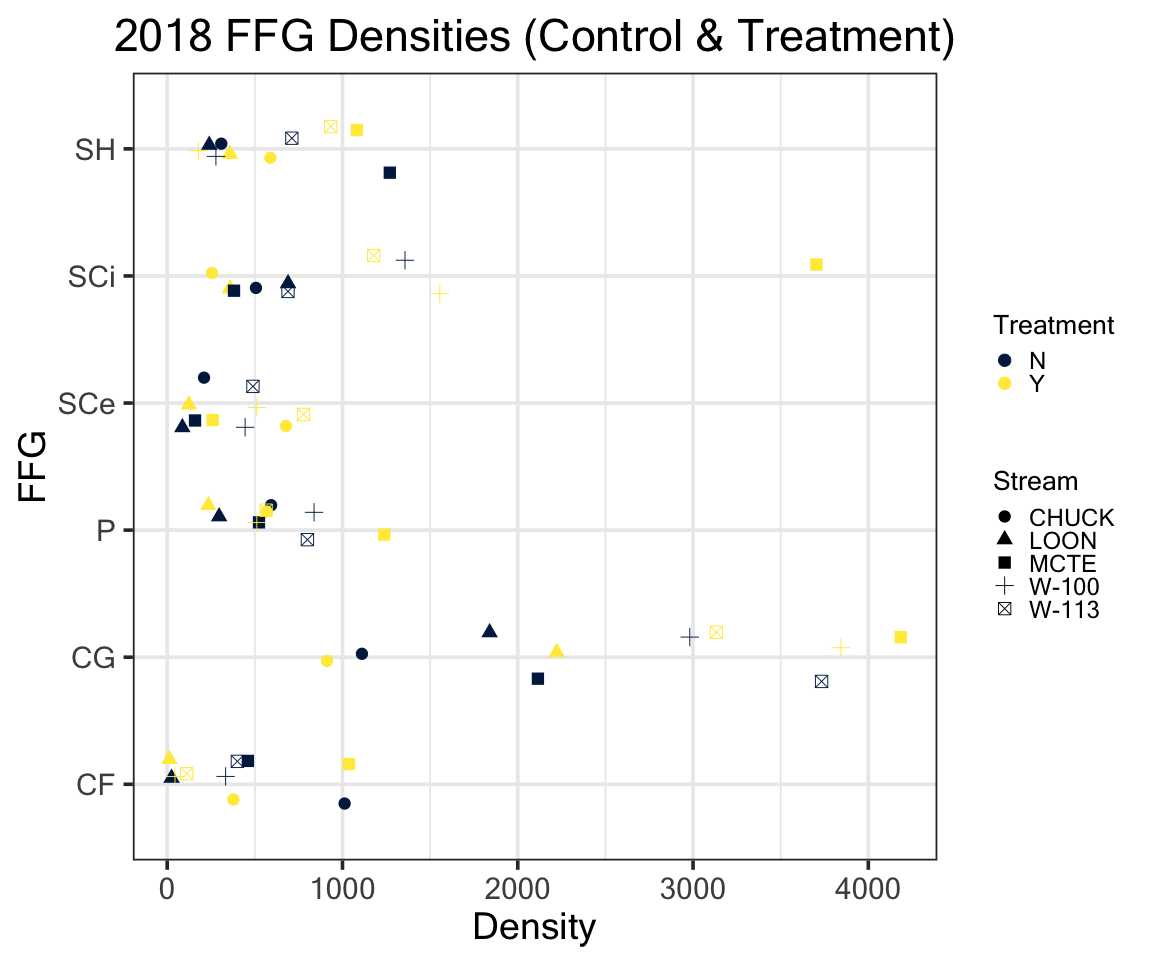 2018 FFG Densities (Control & Treatment)
SH
SCi
SCe
P
CG
CF
FFG
0 1000 2000 3000 4000
Density
Treatment
N
Y
Stream
CHUCK
LOON
MCTE
W-100
W-113